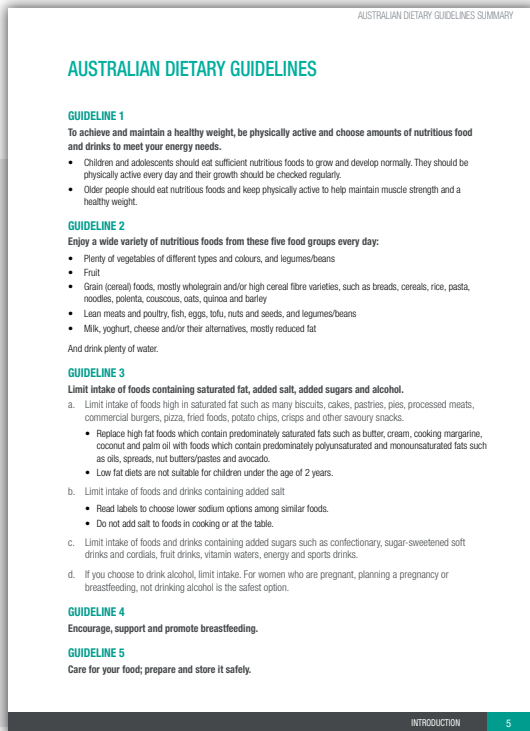 AUSTRALIAN DIETARY GUIDELINES SUMMARY
AUSTRALIAN DIETARY GUIDELINES
GUIDELINE 1
To achieve and maintain a healthy weight, be physically active and choose amounts of nutritious food
and drinks to meet your energy needs.
• Children and adolescents should eat sufficient nutritious foods to grow and develop normally. They should be
physically active every day and their growth should be checked regularly.
• Older people should eat nutritious foods and keep physically active to help maintain muscle strength and a
healthy weight.
GUIDELINE 2
Enjoy a wide variety of nutritious foods from these five food groups every day:
• Plenty of vegetables of different types and colours, and legumes/beans
• Fruit
• Grain (cereal) foods, mostly wholegrain and/or high cereal fibre varieties, such as breads, cereals, rice, pasta,
noodles, polenta, couscous, oats, quinoa and barley
• Lean meats and poultry, fish, eggs, tofu, nuts and seeds, and legumes/beans
• Milk, yoghurt, cheese and/or their alternatives, mostly reduced fat
And drink plenty of water.
GUIDELINE 3
Limit intake of foods containing saturated fat, added salt, added sugars and alcohol.
a. Limit intake of foods high in saturated fat such as many biscuits, cakes, pastries, pies, processed meats,
commercial burgers, pizza, fried foods, potato chips, crisps and other savoury snacks.
• Replace high fat foods which contain predominately saturated fats such as butter, cream, cooking margarine,
coconut and palm oil with foods which contain predominately polyunsaturated and monounsaturated fats such
as oils, spreads, nut butters/pastes and avocado.
• Low fat diets are not suitable for children under the age of 2 years.
b. Limit intake of foods and drinks containing added salt
• Read labels to choose lower sodium options among similar foods.
• Do not add salt to foods in cooking or at the table.
c. Limit intake of foods and drinks containing added sugars such as confectionary, sugar-sweetened soft
drinks and cordials, fruit drinks, vitamin waters, energy and sports drinks.
d. If you choose to drink alcohol, limit intake. For women who are pregnant, planning a pregnancy or
breastfeeding, not drinking alcohol is the safest option.
GUIDELINE 4
Encourage, support and promote breastfeeding.
GUIDELINE 5
Care for your food; prepare and store it safely.
INTRODUCTION 5